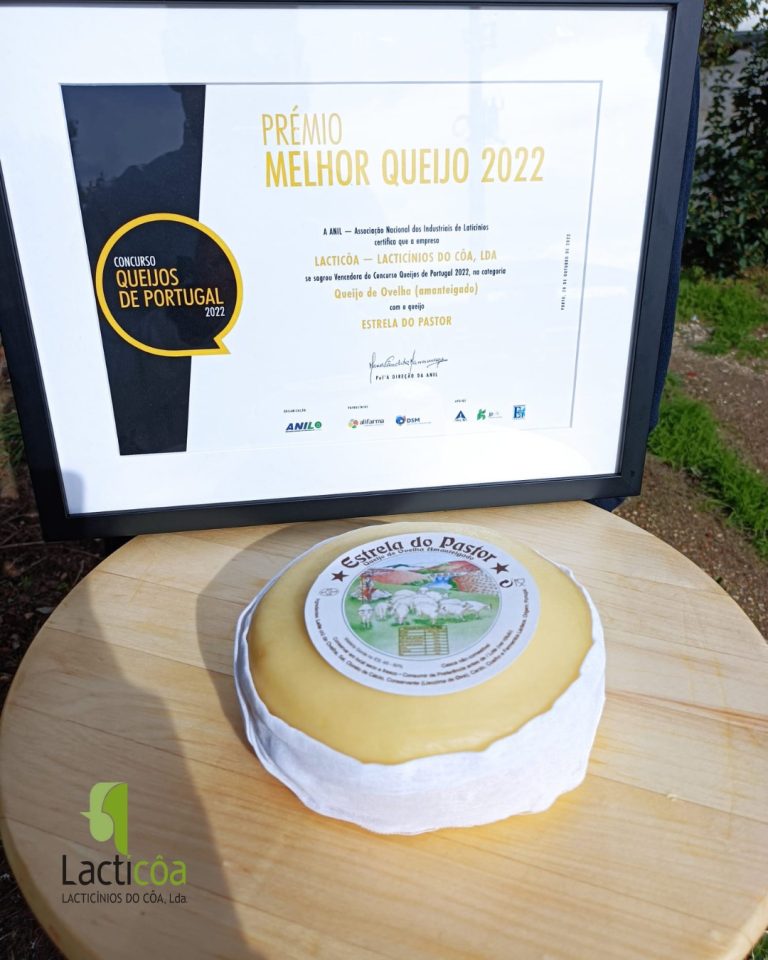 PRÉMIO
MELHOR QUEIJO 2022
A ANIL — Associação Nacional dos Industriais de Laticínios
certifica que a empresa
LACTICÔA — LACTICÍNIOS DO CÔA, LDA
se sagrou Vencedora do Concurso Queijos de Portugal 2022, na categoria
Queijo de Ovelha (amanteigado)
com o queijo
ESTRELA DO PASTOR
Pel'A DIREÇÃO DA ANIL
CONCURSO
QUEIJOS
DE PORTUGAL
2022
ORGANIZAÇÃO
ANIL
alifarma
DSM
Estrela do Pastor
Queijo de Ovelha Amanteigado
Lacticôa
LACTICÍNIOS DO CÔA, Lda.